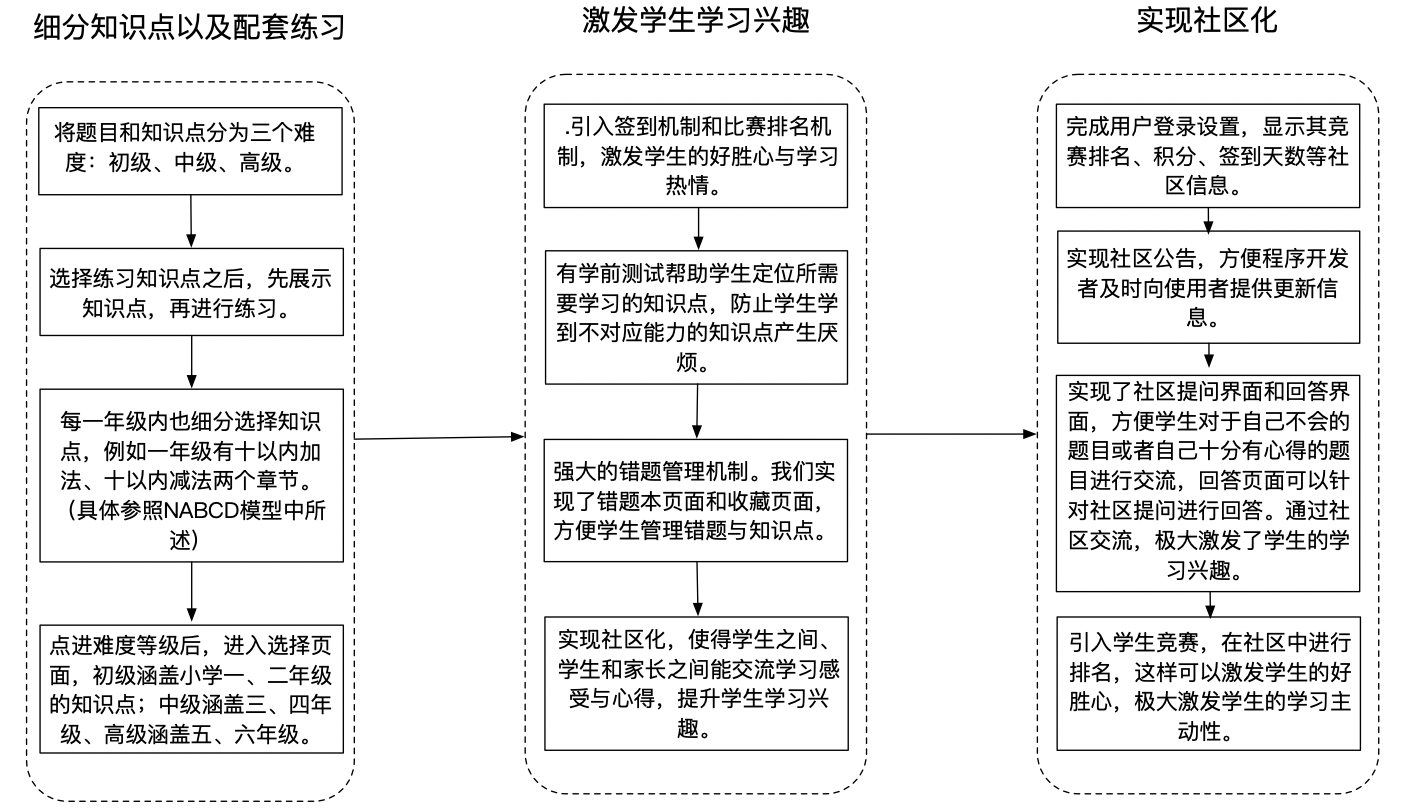 细分知识点以及配套练习
将题目和知识点分为三个难
度：初级、中级、高级。
选择练习知识点之后，先展示
知识点，再进行练习。
每一年级内也细分选择知识
点，例如一年级有十以内加
法、十以内减法两个章节。
（具体参照NABCD模型中所
述）
点进难度等级后，进入选择页
面，初级涵盖小学一、二年级
的知识点；中级涵盖三、四年
级、高级涵盖五、六年级。
激发学生学习兴趣
.引入签到机制和比赛排名机
制，激发学生的好胜心与学习
热情。
有学前测试帮助学生定位所需
要学习的知识点，防止学生学
到不对应能力的知识点产生厌
烦。
强大的错题管理机制。我们实
现了错题本页面和收藏页面，
方便学生管理错题与知识点。
实现社区化，使得学生之间、
学生和家长之间能交流学习感
受与心得，提升学生学习兴
趣。
实现社区化
完成用户登录设置，显示其竞
赛排名、积分、签到天数等社
区信息。
实现社区公告，方便程序开发
者及时向使用者提供更新信
息。
实现了社区提问界面和回答界
面，方便学生对于自己不会的
题目或者自己十分有心得的题
目进行交流，回答页面可以针
对社区提问进行回答。通过社
区交流，极大激发了学生的学
习兴趣。
引入学生竞赛，在社区中进行
排名，这样可以激发学生的好
胜心，极大激发学生的学习主
动性。